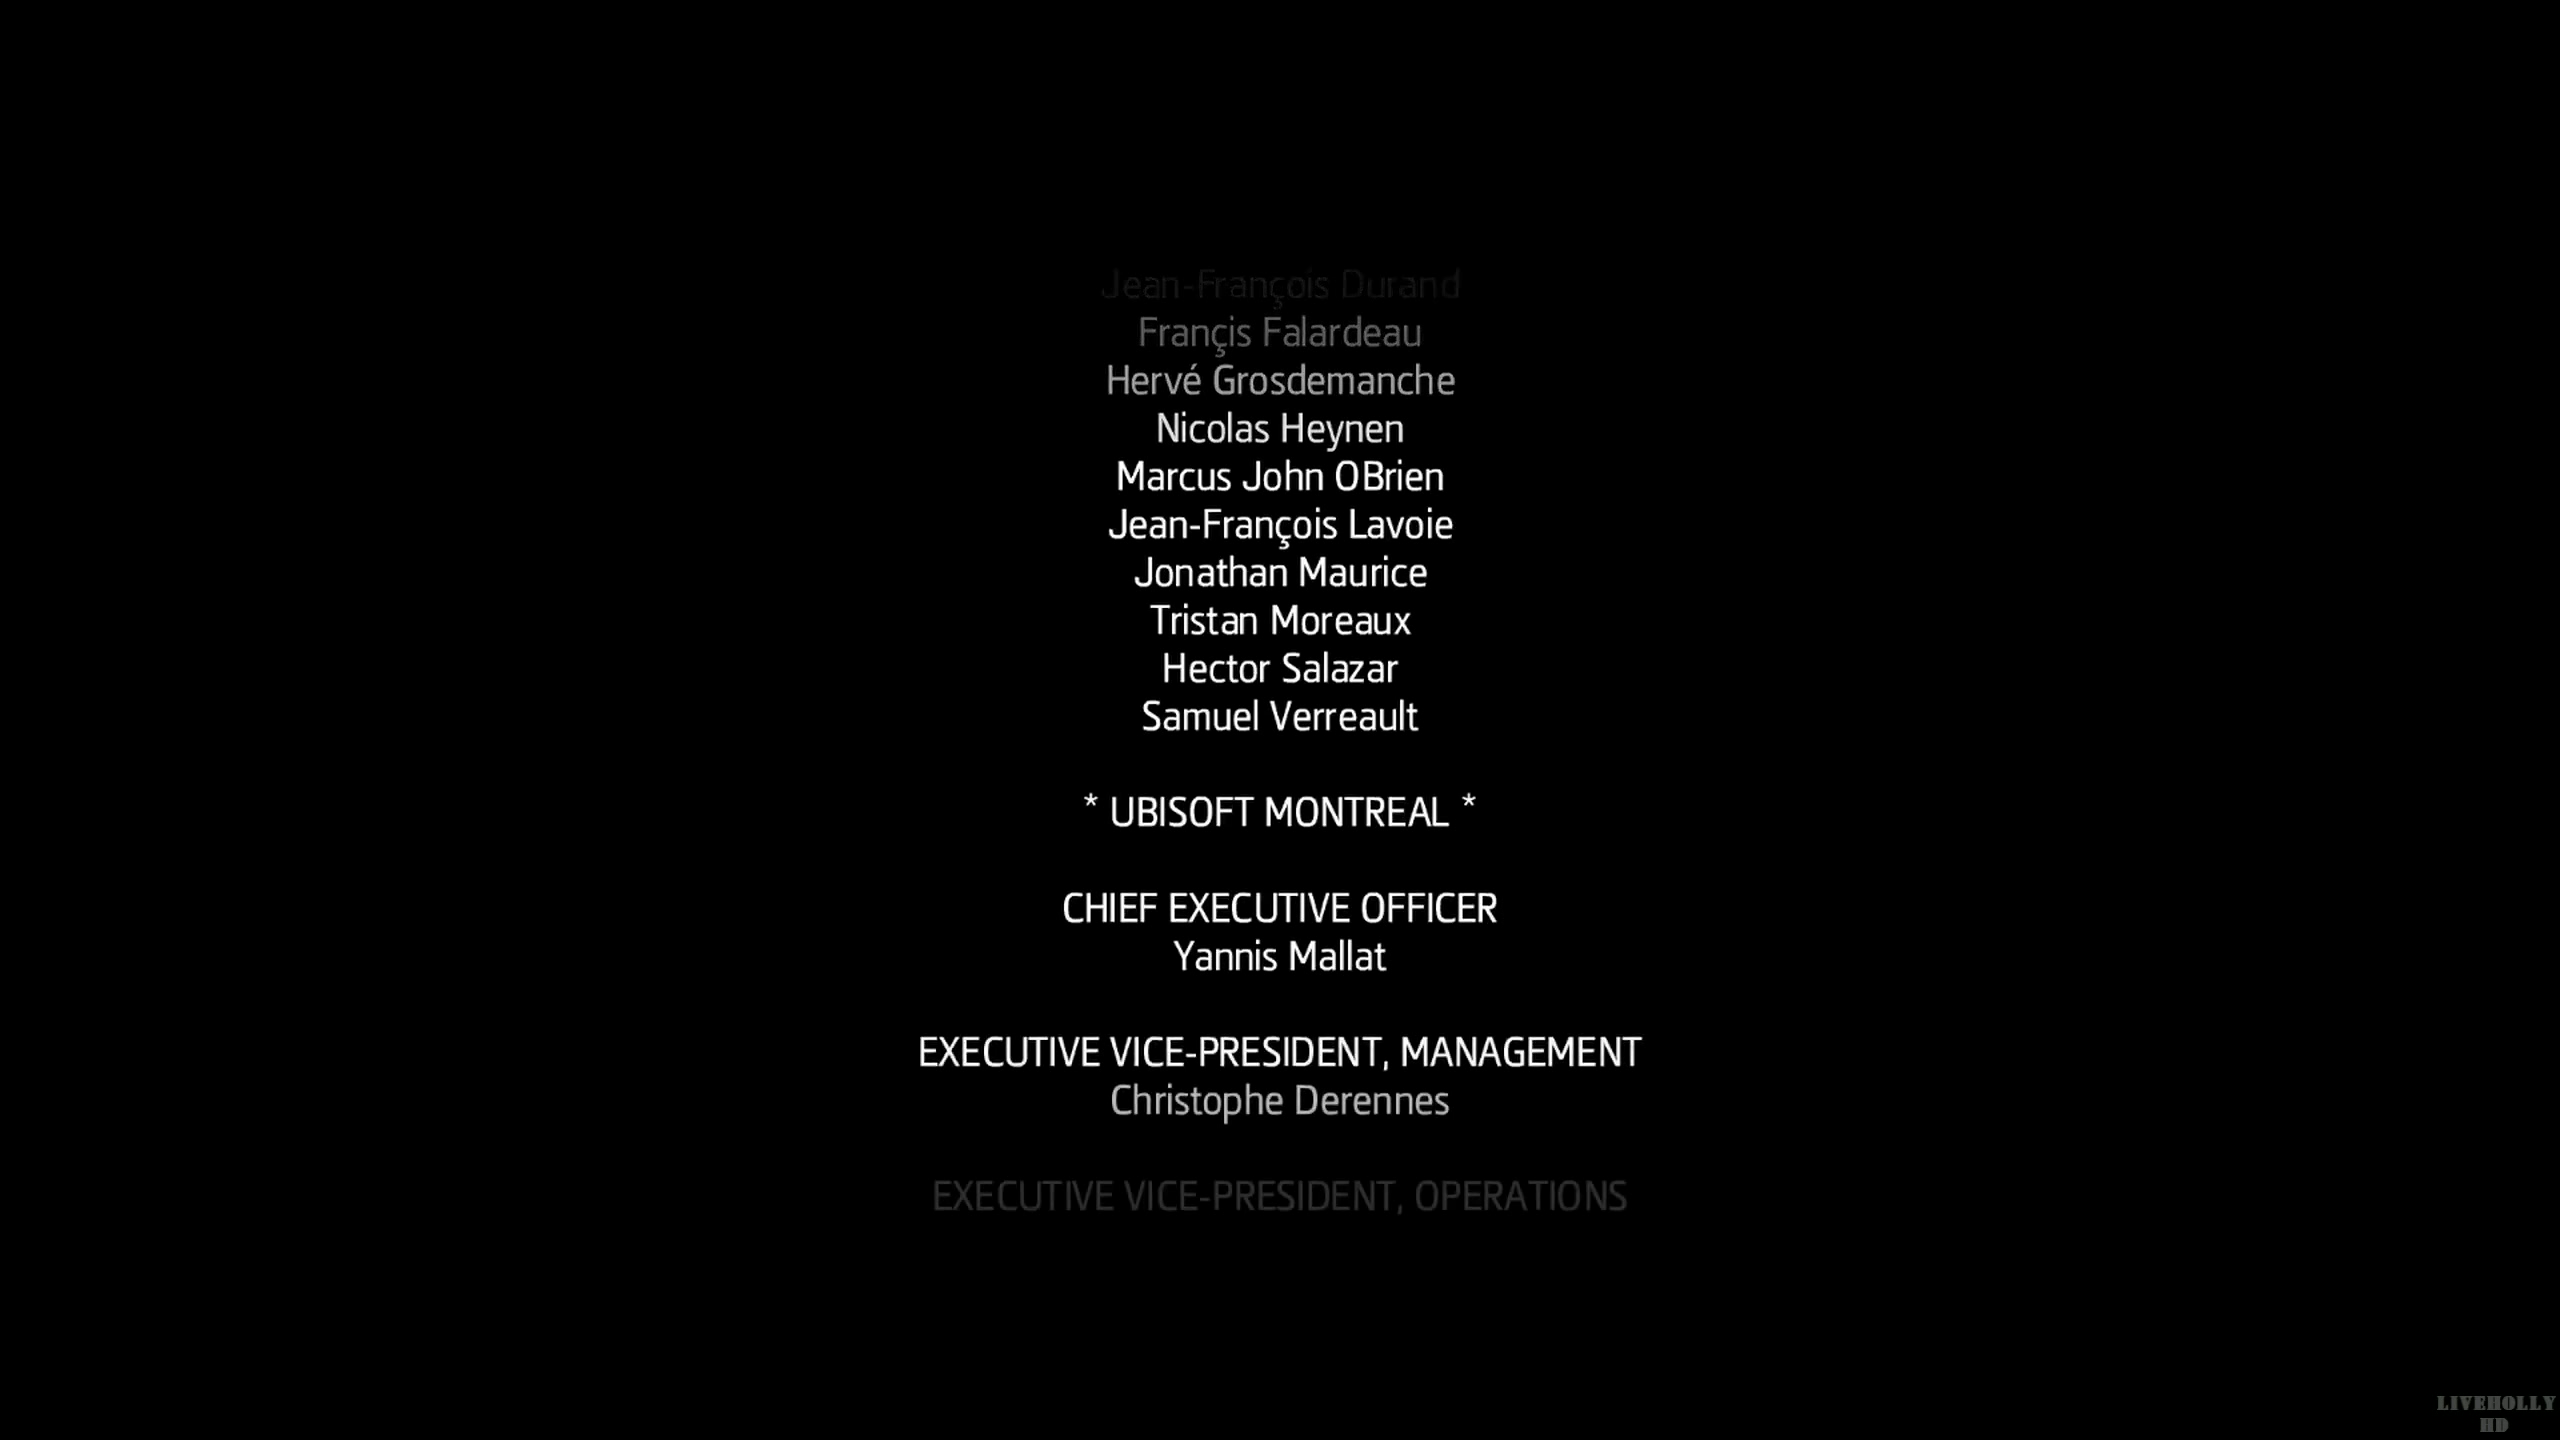 Jean-François Durand
Françis Falardeau
Hervé Grosdemanche
Nicolas Heynen
Marcus John OBrien
Jean-François Lavoie
Jonathan Maurice
Tristan Moreaux
Hector Salazar
Samuel Verreault
* UBISOFT MONTREAL *
CHIEF EXECUTIVE OFFICER
Yannis Mallat
EXECUTIVE VICE-PRESIDENT, MANAGEMENT
Christophe Derennes
EXECUTIVE VICE-PRESIDENT, OPERATIONS
LIVEHOLLY
HD